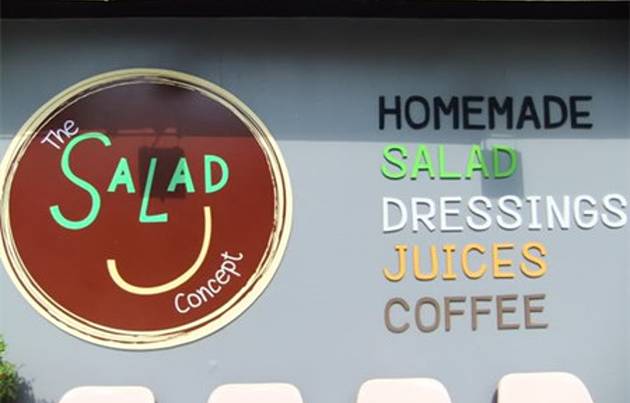 The
SALAD
Concept
HOMEMADE
SALAD
DRESSINGS
JUICES
COFFEE